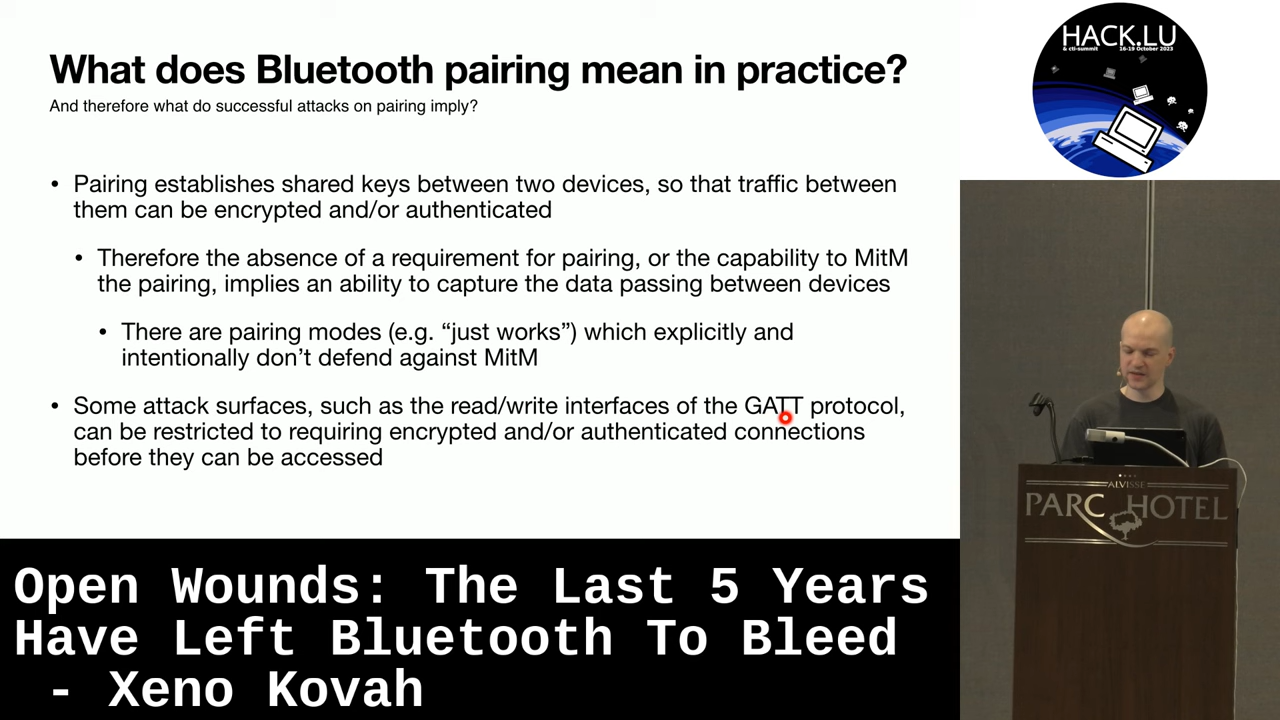 What does Bluetooth pairing mean in practice?
And therefore what do successful attacks on pairing imply?
• Pairing establishes shared keys between two devices, so that traffic between
them can be encrypted and/or authenticated
• Therefore the absence of a requirement for pairing, or the capability to MitM
the pairing, implies an ability to capture the data passing between devices
• There are pairing modes (e.g. “just works”) which explicitly and
intentionally don’t defend against MitM
• Some attack surfaces, such as the read/write interfaces of the GATT protocol,
can be restricted to requiring encrypted and/or authenticated connections
before they can be accessed
HACK.LU
& cti-summit 16-19 October 2023
ALVISSE
PARC HOTEL
Open Wounds: The Last 5 Years
Have Left Bluetooth To Bleed
- Xeno Kovah